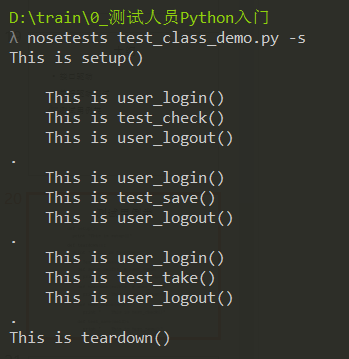 D:\train\0_测试人员Python入门
λ nosetests test_class_demo.py -s
This is setup()
This is user_login()
This is test_check()
This is user_logout()
.
This is user_login()
This is test_save()
This is user_logout()
.
This is user_login()
This is test_take()
This is user_logout()
.
This is teardown()